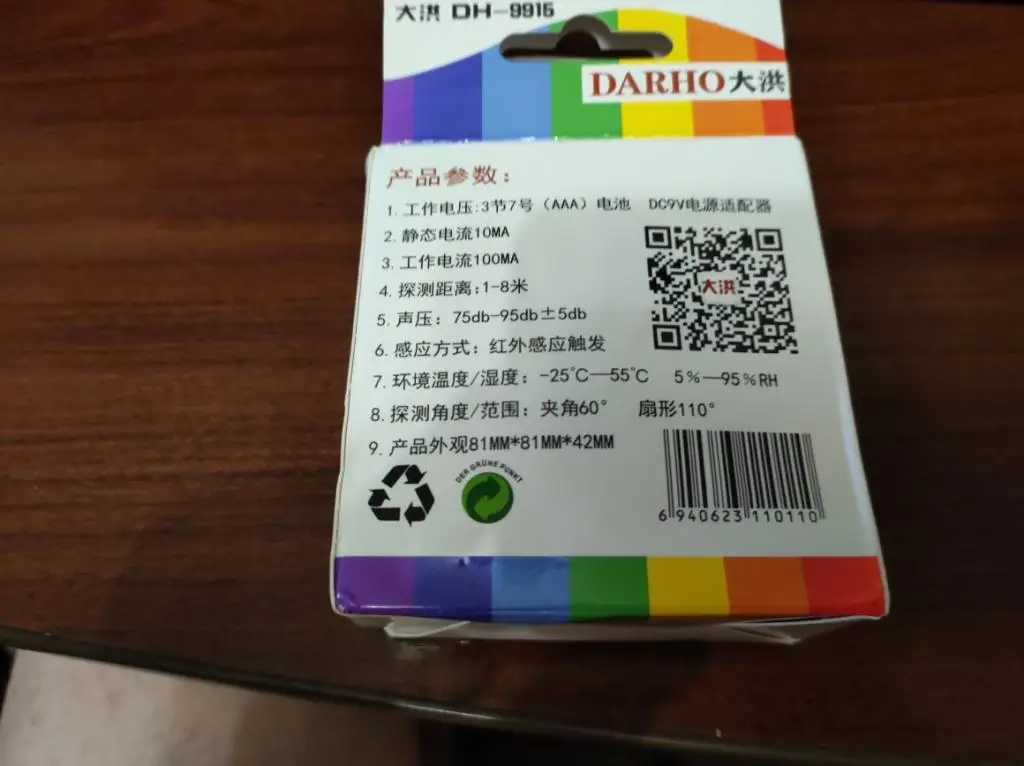 大洪 DH-9915
DARHO大洪
产品参数：
1. 工作电压:3节7号（AAA）电池 DC9V电源适配器
2. 静态电流10MA
3. 工作电流100MA
4. 探测距离:1-8米
大洪
5. 声压：75db-95db±5db
6. 感应方式：红外感应触发
7. 环境温度/湿度：-25℃—55℃ 5%—95%RH
8. 探测角度/范围：夹角60° 扇形110°
9. 产品外观81MM*81MM*42MM
DER GRÜNE PUNKT
6 940623 110110